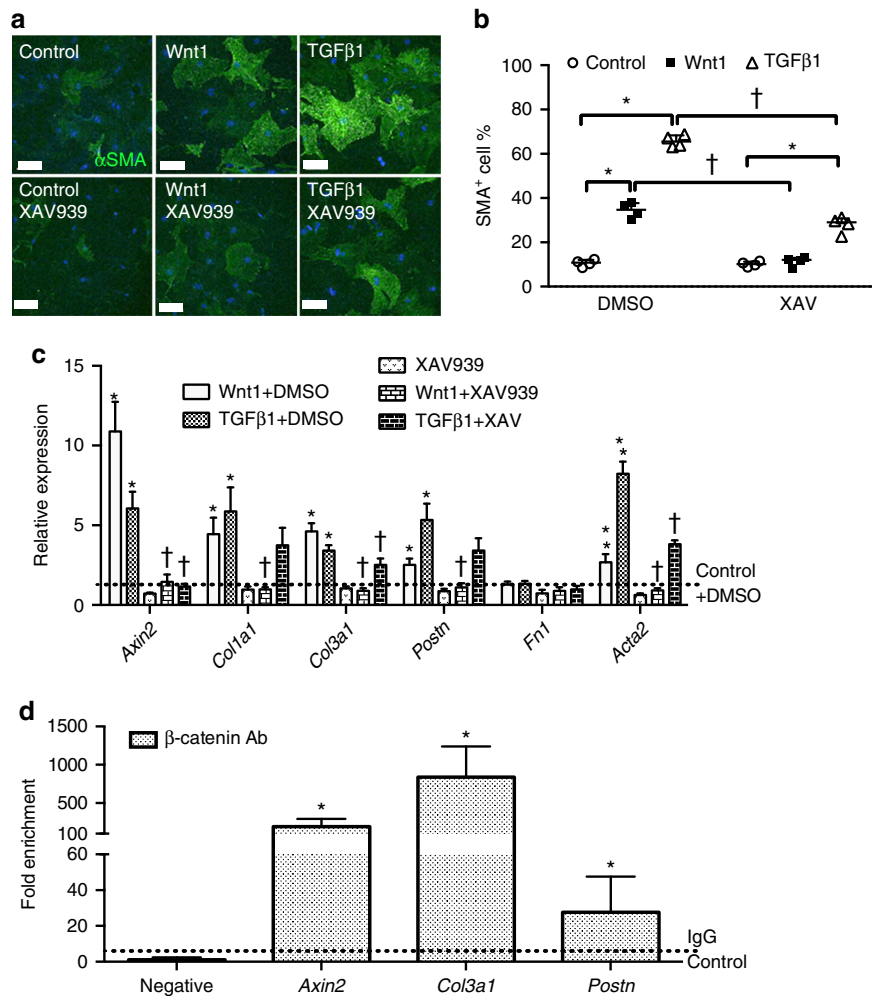 a
Control
Wnt1
TGFβ1
αSMA
Control
XAV939
Wnt1
XAV939
TGFβ1
XAV939
b
Control Wnt1 TGFβ1
SMA+ cell %
100
80
60
40
20
0
* † * † *
DMSO XAV
c
Wnt1+DMSO
TGFβ1+DMSO
XAV939
Wnt1+XAV939
TGFβ1+XAV
Relative expression
15
10
5
0
* * * † † * * † * * † † * * † * * * * † †
Control
+DMSO
Axin2 Col1a1 Col3a1 Postn Fn1 Acta2
d
β-catenin Ab
Fold enrichment
1500
1000
500
100
60
40
20
0
* * *
IgG
Control
Negative Axin2 Col3a1 Postn